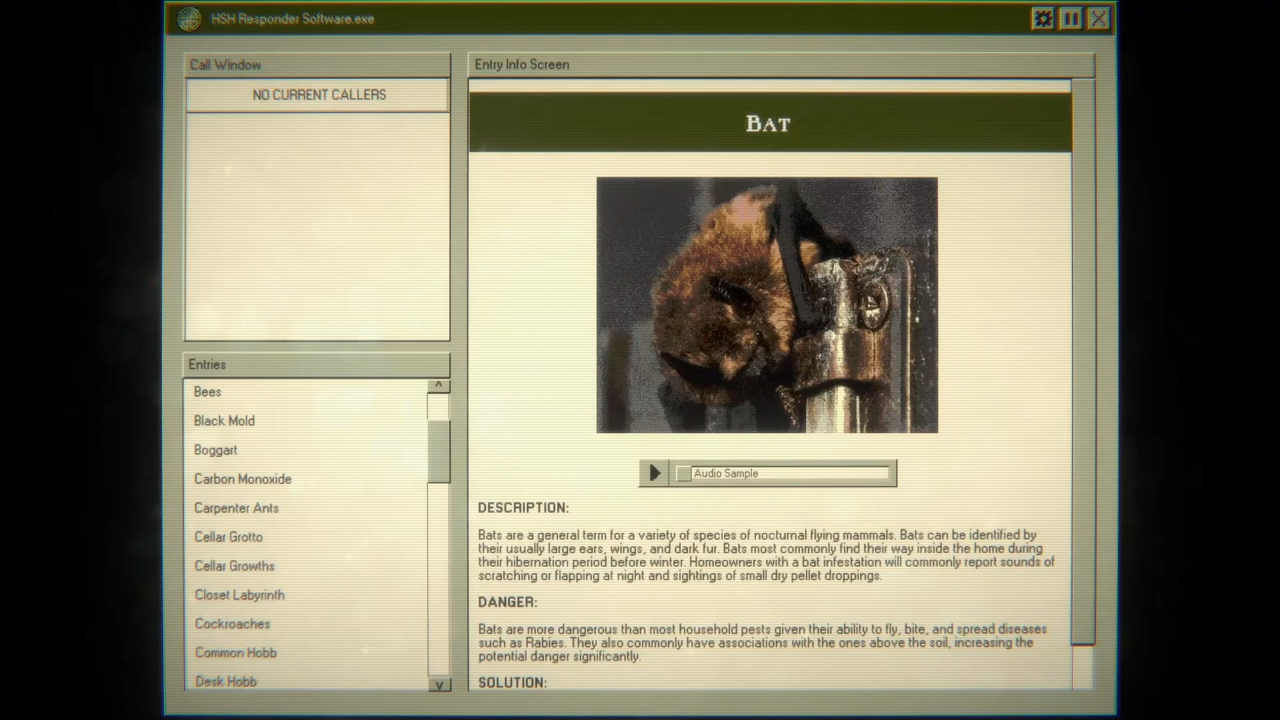 HSH Responder Software.exe
Call Window
NO CURRENT CALLERS
Entries
Bees
Black Mold
Boggart
Carbon Monoxide
Carpenter Ants
Cellar Grotto
Cellar Growths
Closet Labyrinth
Cockroaches
Common Hobb
Desk Hobb
Entry Info Screen
BAT
Audio Sample
DESCRIPTION:
Bats are a general term for a variety of species of nocturnal flying mammals. Bats can be identified by
their usually large ears, wings, and dark fur. Bats most commonly find their way inside the home during
their hibernation period before winter. Homeowners with a bat infestation will commonly report sounds of
scratching or flapping at night and sightings of small dry pellet droppings.
DANGER:
Bats are more dangerous than most household pests given their ability to fly, bite, and spread diseases
such as Rabies. They also commonly have associations with the ones above the soil, increasing the
potential danger significantly.
SOLUTION: